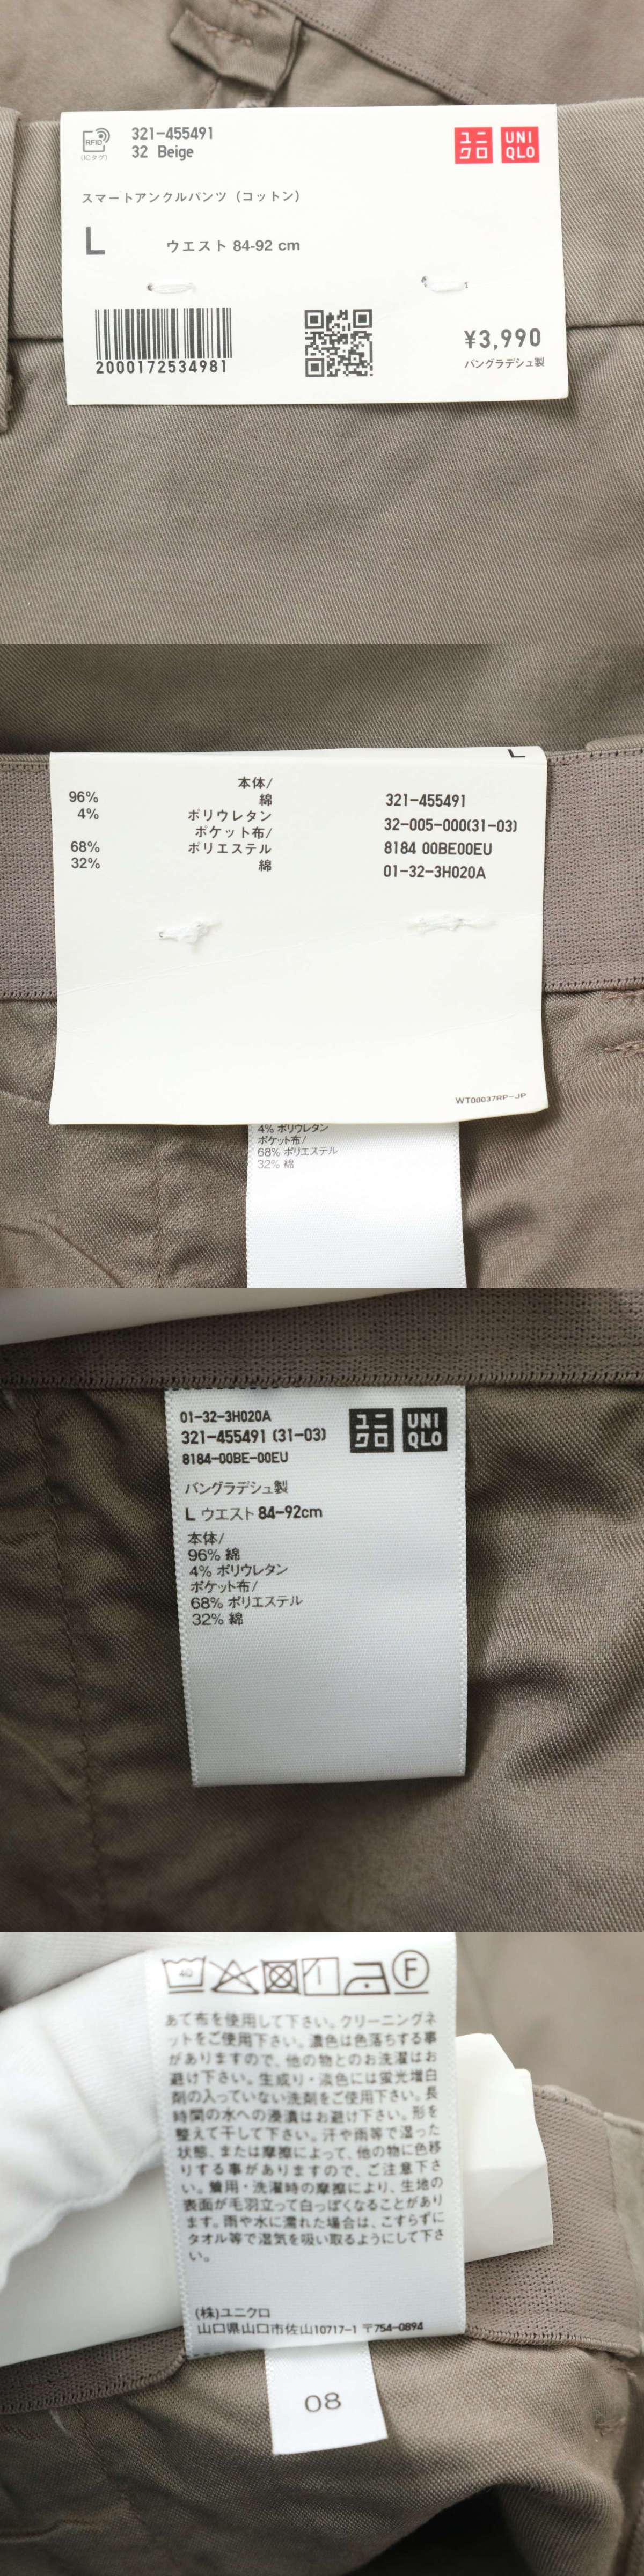 RFID
(ICタグ)
321-455491
32 Beige
ユニクロ
UNIQLO
スマートアンクルパンツ（コットン）
L
ウエスト 84-92 cm
2000172534981
¥3,990
バングラデシュ製
L
本体/
96% 綿
4% ポリウレタン
ポケット布/
68% ポリエステル
32% 綿
321-455491
32-005-000(31-03)
8184 00BE00EU
01-32-3H020A
WT00037RP-JP
4% ポリウレタン
ポケット布/
68% ポリエステル
32% 綿
01-32-3H020A
321-455491 (31-03)
8184-00BE-00EU
ユニクロ
UNIQLO
バングラデシュ製
L ウエスト 84-92cm
本体/
96% 綿
4% ポリウレタン
ポケット布/
68% ポリエステル
32% 綿
40
F
あて布を使用して下さい。クリーニングネ
ットをご使用下さい。濃色は色落ちする事
がありますので、他の物とのお洗濯はお
避け下さい。生成り・淡色には蛍光増白
剤の入っていない洗剤をご使用下さい。長
時間の水への浸漬はお避け下さい。形を
整えて干して下さい。汗や雨等で湿った
状態、または摩擦によって、他の物に色移
りする事がありますので、ご注意下さ
い。着用・洗濯時の摩擦により、生地の
表面が毛羽立って白っぽくなることがあり
ます。雨や水に濡れた場合は、こすらずに
タオル等で湿気を吸い取るようにして下さ
い。
(株)ユニクロ
山口県山口市佐山10717-1 〒754-0894
08